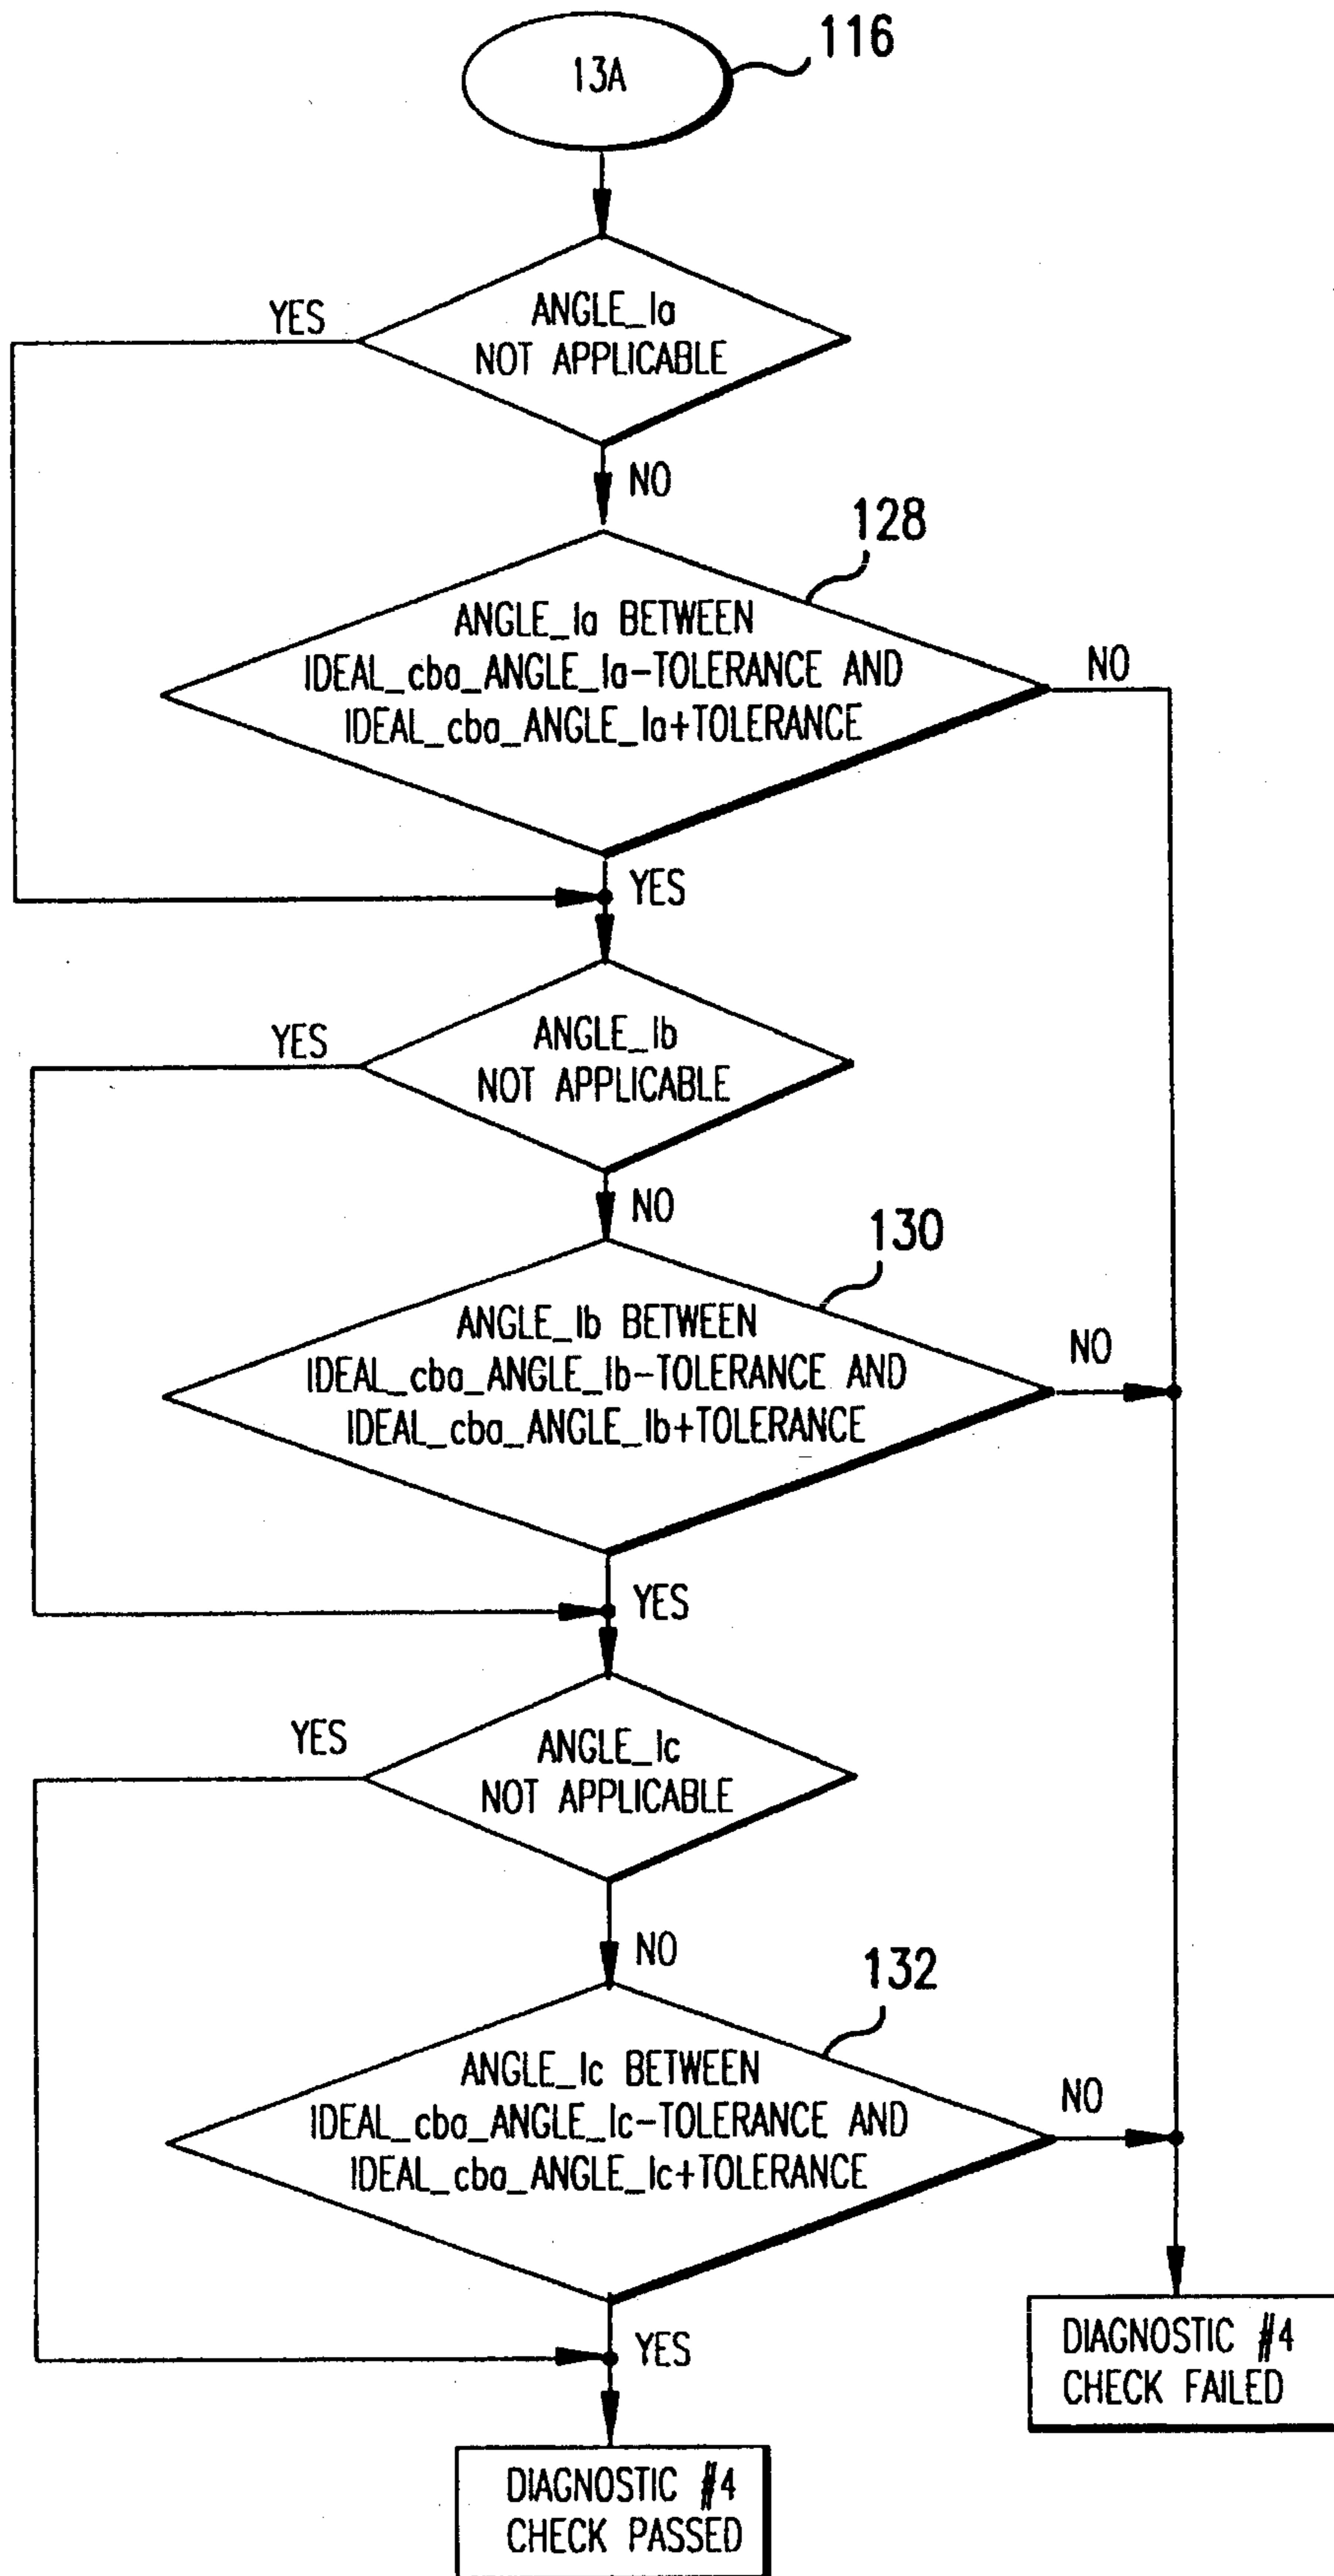 13A
116
ANGLE_Ia
NOT APPLICABLE
YES
NO
128
ANGLE_Ia BETWEEN
IDEAL_cba_ANGLE_Ia-TOLERANCE AND
IDEAL_cba_ANGLE_Ia+TOLERANCE
NO
YES
ANGLE_Ib
NOT APPLICABLE
YES
NO
130
ANGLE_Ib BETWEEN
IDEAL_cba_ANGLE_Ib-TOLERANCE AND
IDEAL_cba_ANGLE_Ib+TOLERANCE
NO
YES
ANGLE_Ic
NOT APPLICABLE
YES
NO
132
ANGLE_Ic BETWEEN
IDEAL_cba_ANGLE_Ic-TOLERANCE AND
IDEAL_cba_ANGLE_Ic+TOLERANCE
NO
YES
DIAGNOSTIC #4
CHECK FAILED
DIAGNOSTIC #4
CHECK PASSED